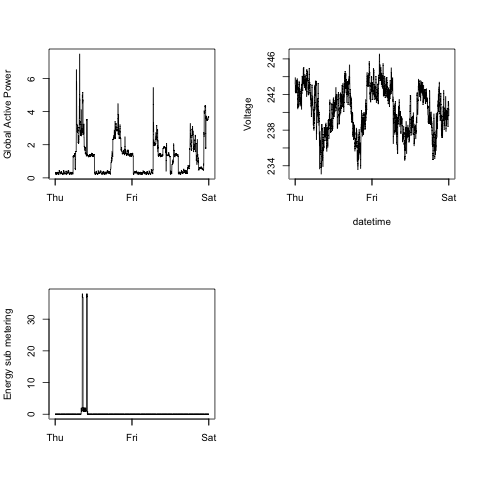 Global Active Power
6
4
2
0
Thu
Fri
Sat
Voltage
246
242
238
234
Thu
Fri
Sat
datetime
Energy sub metering
30
20
10
0
Thu
Fri
Sat